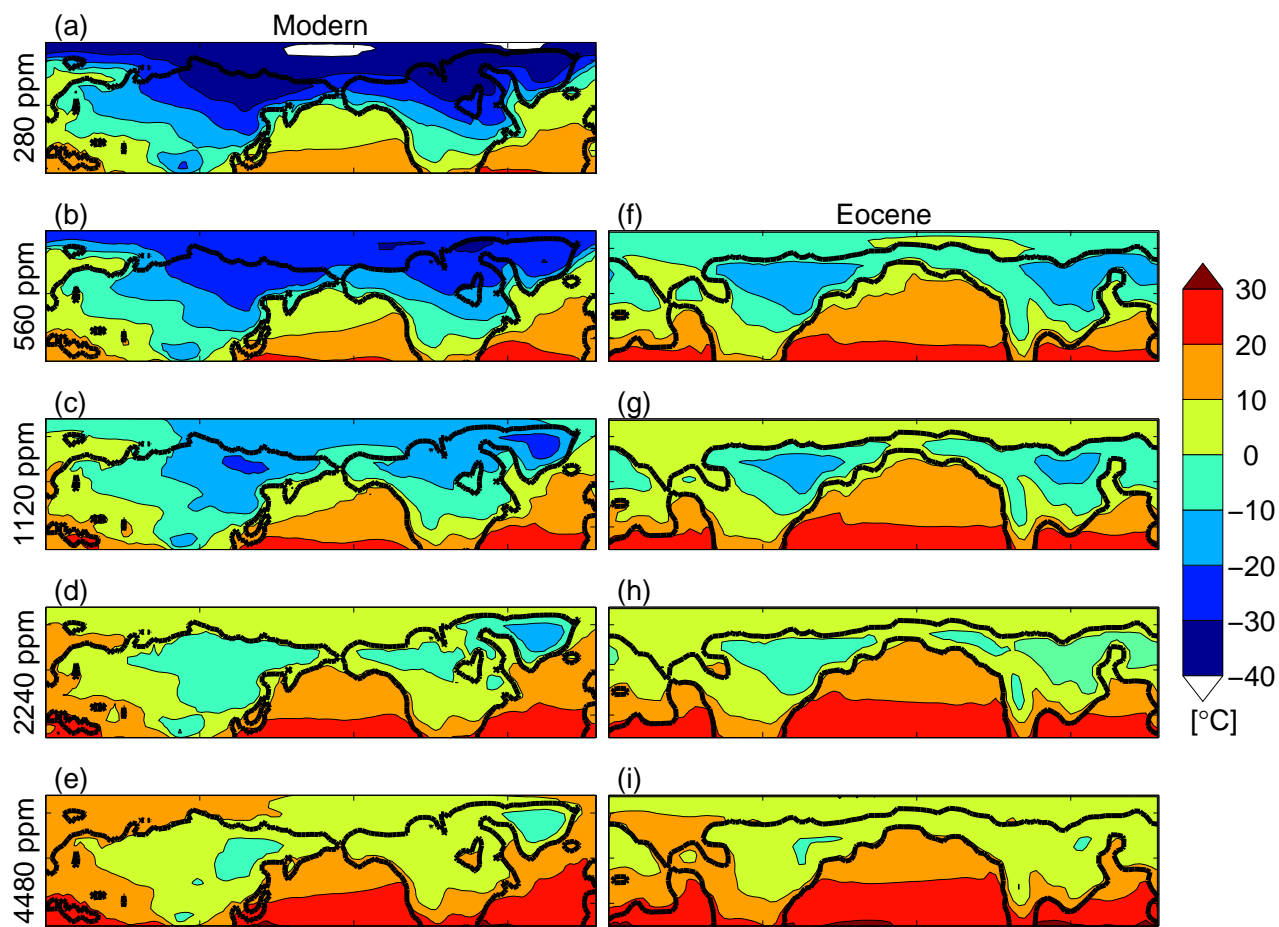 (a)
Modern
280 ppm
(b)
(f)
Eocene
560 ppm
(c)
(g)
1120 ppm
(d)
(h)
2240 ppm
(e)
(i)
4480 ppm
30
20
10
0
−10
−20
−30
−40
[°C]